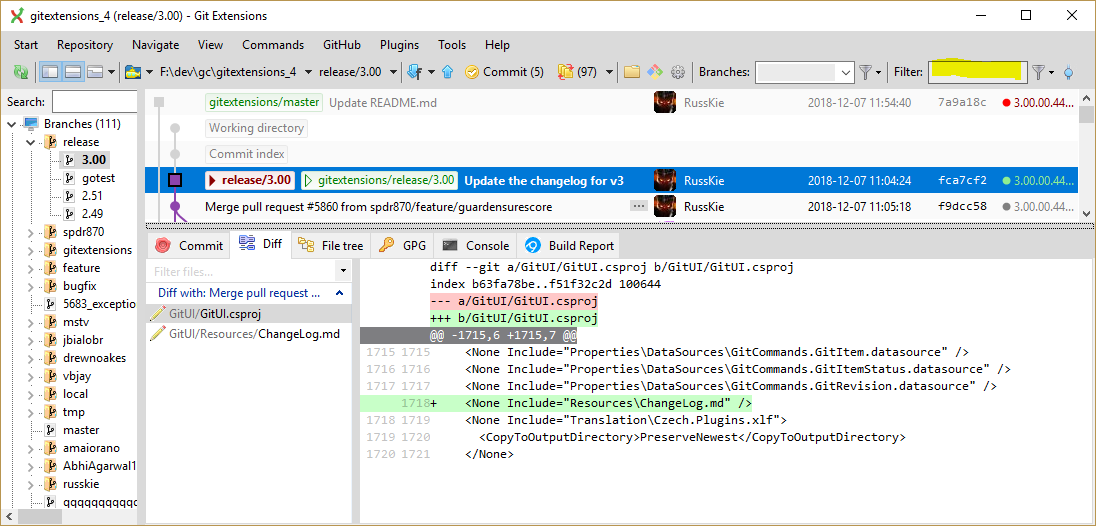 gitextensions_4 (release/3.00) - Git Extensions
Start Repository Navigate View Commands GitHub Plugins Tools Help
F:\dev\gc\gitextensions_4 release/3.00 Commit (5) (97) Branches: Filter:
Search:
Branches (111)
release
3.00
gotest
2.51
2.49
spdr870
gitextensions
feature
bugfix
5683_exception
mstv
jbialobr
drewnoakes
vbjay
local
tmp
master
amaiorano
AbhiAgarwal1
russkie
qqqqqqqqqqq
gitextensions/master Update README.md RussKie 2018-12-07 11:54:40 7a9a18c 3.00.00.44...
Working directory
Commit index
release/3.00 gitextensions/release/3.00 Update the changelog for v3 RussKie 2018-12-07 11:04:24 fca7cf2 3.00.00.44...
Merge pull request #5860 from spdr870/feature/guardensurescore ... RussKie 2018-12-07 11:05:18 f9dcc58 3.00.00.44...
Commit Diff File tree GPG Console Build Report
Filter files...
Diff with: Merge pull request ...
GitUI/GitUI.csproj
GitUI/Resources/ChangeLog.md
diff --git a/GitUI/GitUI.csproj b/GitUI/GitUI.csproj
index b63fa78be..f51f32c2d 100644
--- a/GitUI/GitUI.csproj
+++ b/GitUI/GitUI.csproj
@@ -1715,6 +1715,7 @@
1715 1715 <None Include="Properties\DataSources\GitCommands.GitItem.datasource" />
1716 1716 <None Include="Properties\DataSources\GitCommands.GitItemStatus.datasource" />
1717 1717 <None Include="Properties\DataSources\GitCommands.GitRevision.datasource" />
1718+ <None Include="Resources\ChangeLog.md" />
1718 1719 <None Include="Translation\Czech.Plugins.xlf">
1719 1720 <CopyToOutputDirectory>PreserveNewest</CopyToOutputDirectory>
1720 1721 </None>